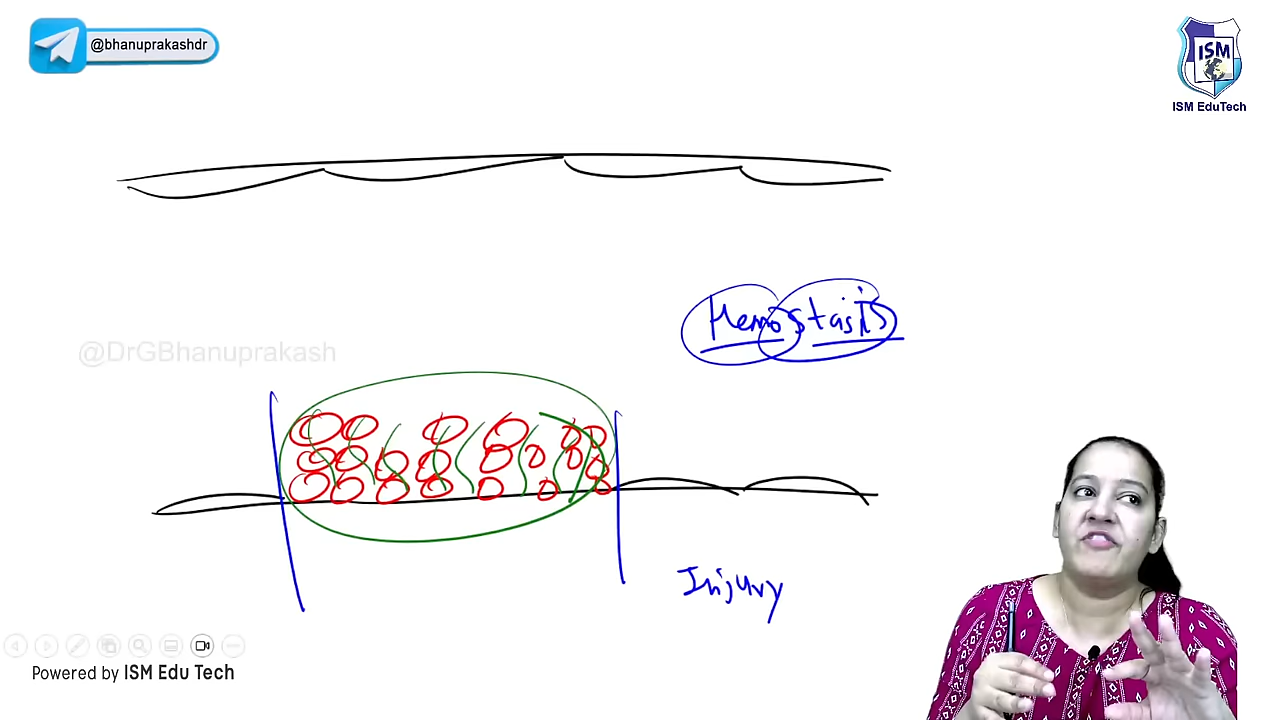 @bhanuprakashdr
ISM
ISM EduTech
Hemostasis
@DrGBhanuprakash
Injury
Powered by ISM Edu Tech